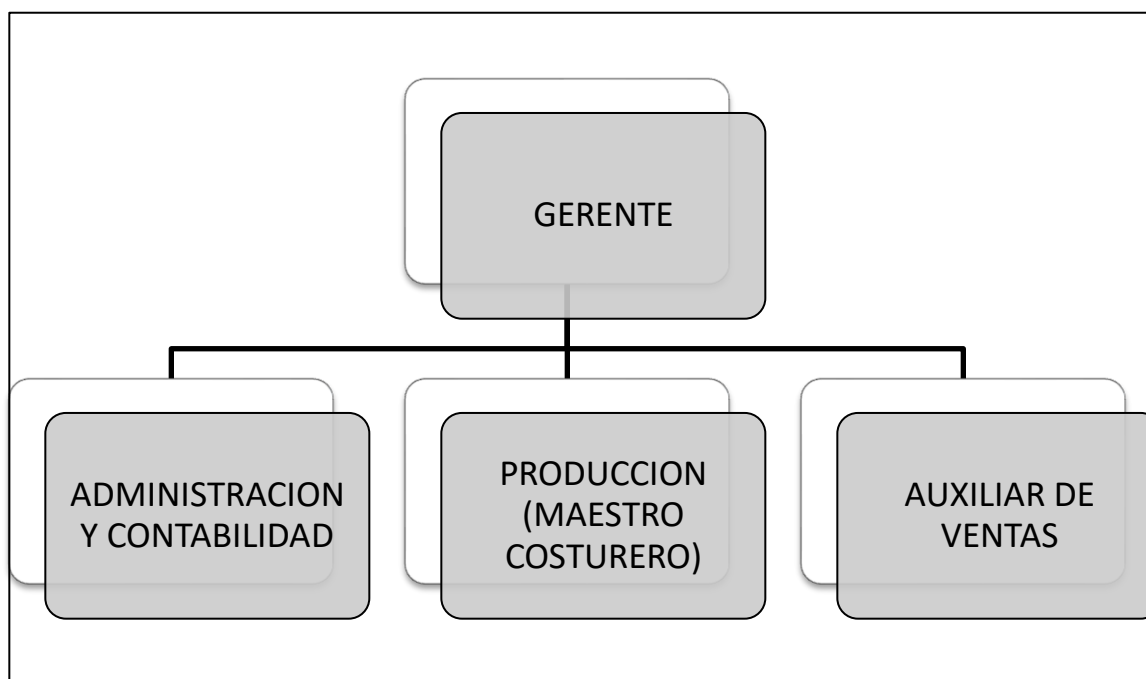 GERENTE
ADMINISTRACION
Y CONTABILIDAD
PRODUCCION
(MAESTRO
COSTURERO)
AUXILIAR DE
VENTAS